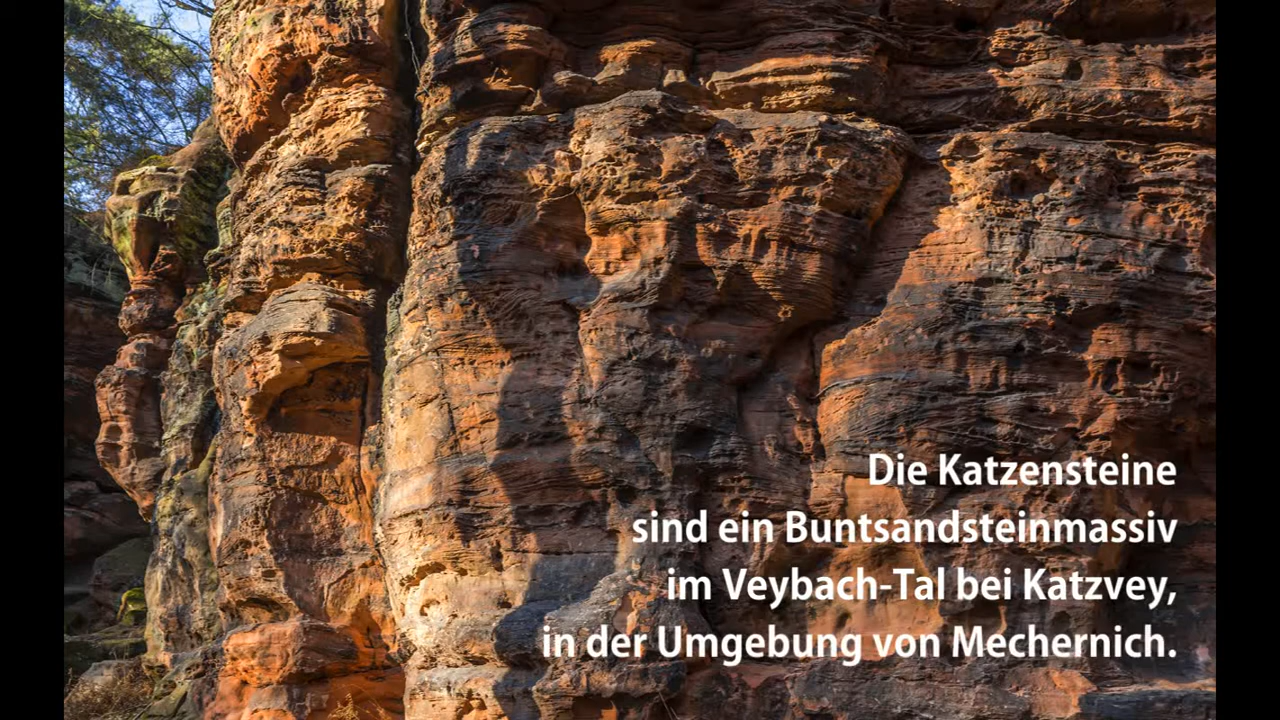 Die Katzensteine
sind ein Buntsandsteinmassiv
im Veybach-Tal bei Katzvey,
in der Umgebung von Mechernich.